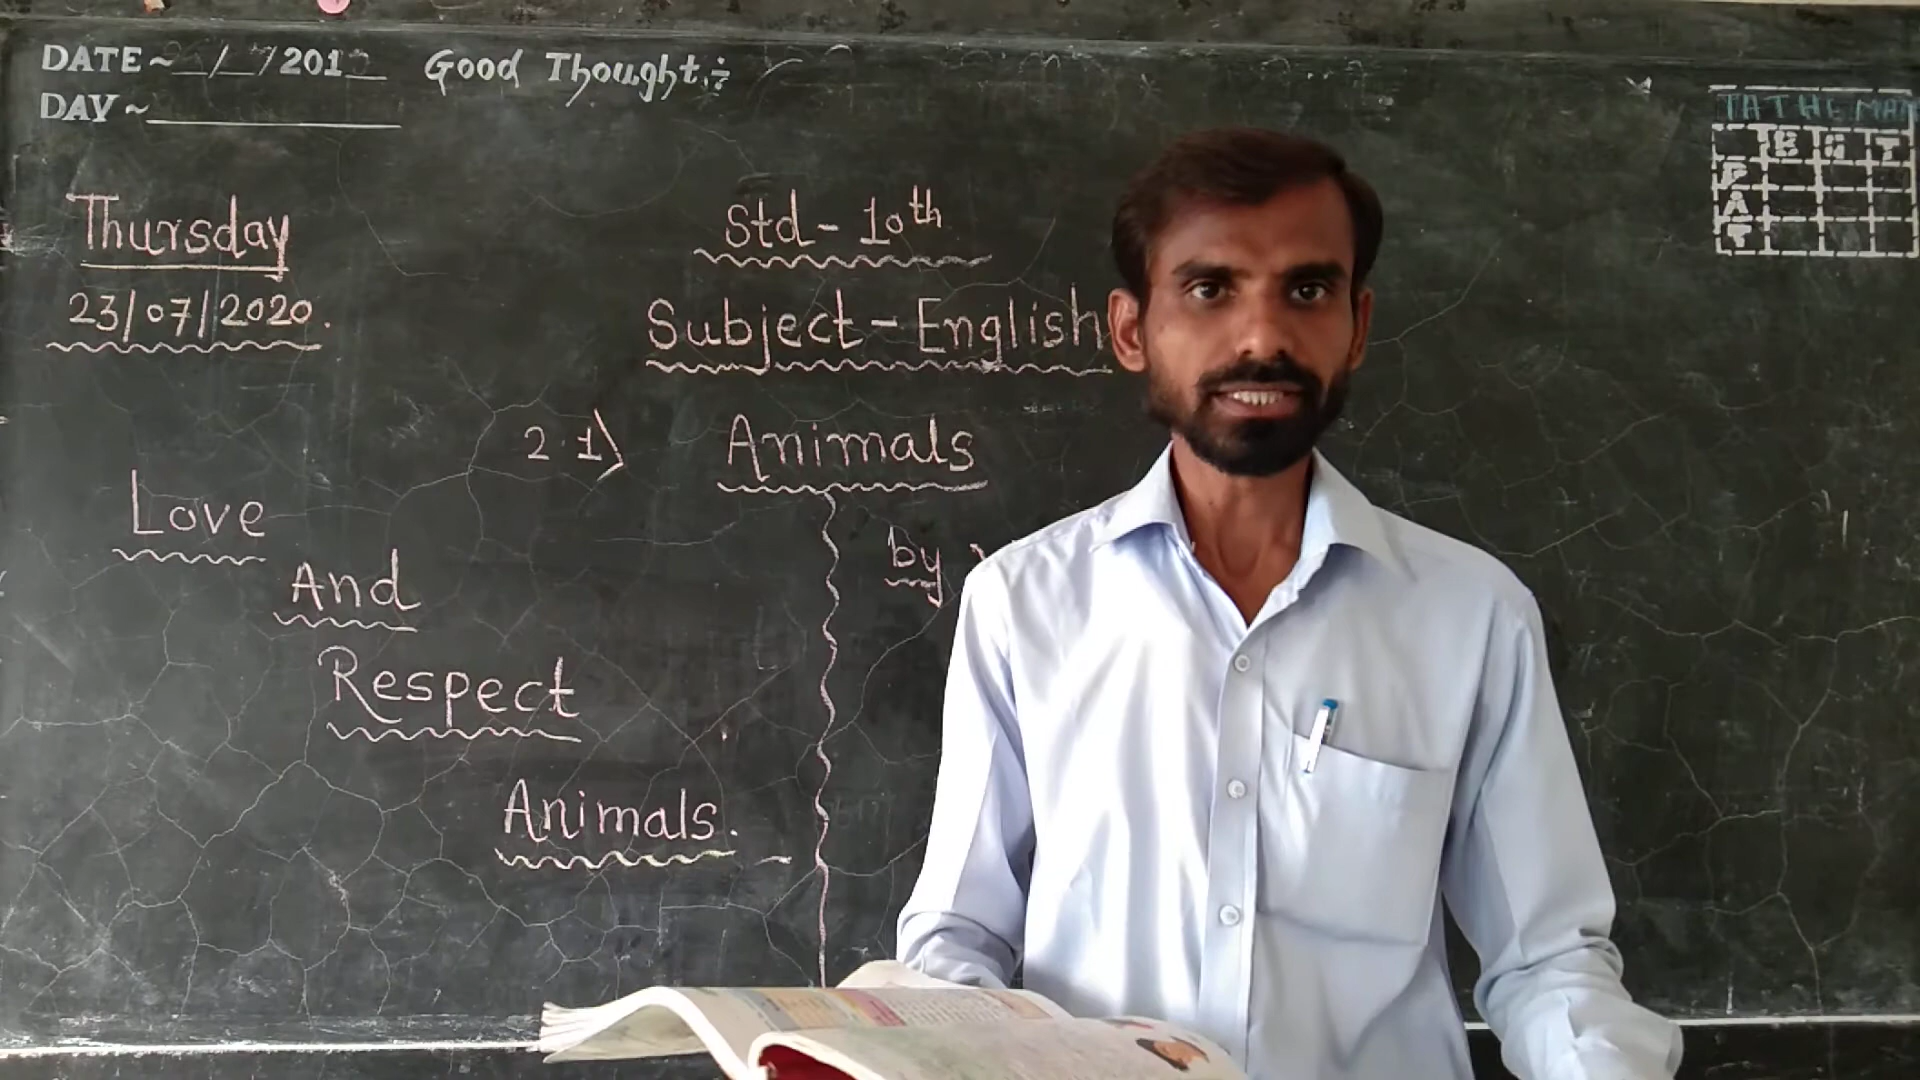 DATE ~ / /201
Good Thought:
DAY ~
Thursday
23/07/2020.
Std - 10th
Subject - English
2.1) Animals
by
Love
And
Respect
Animals.
TATHEMA
B H T
P
A
T